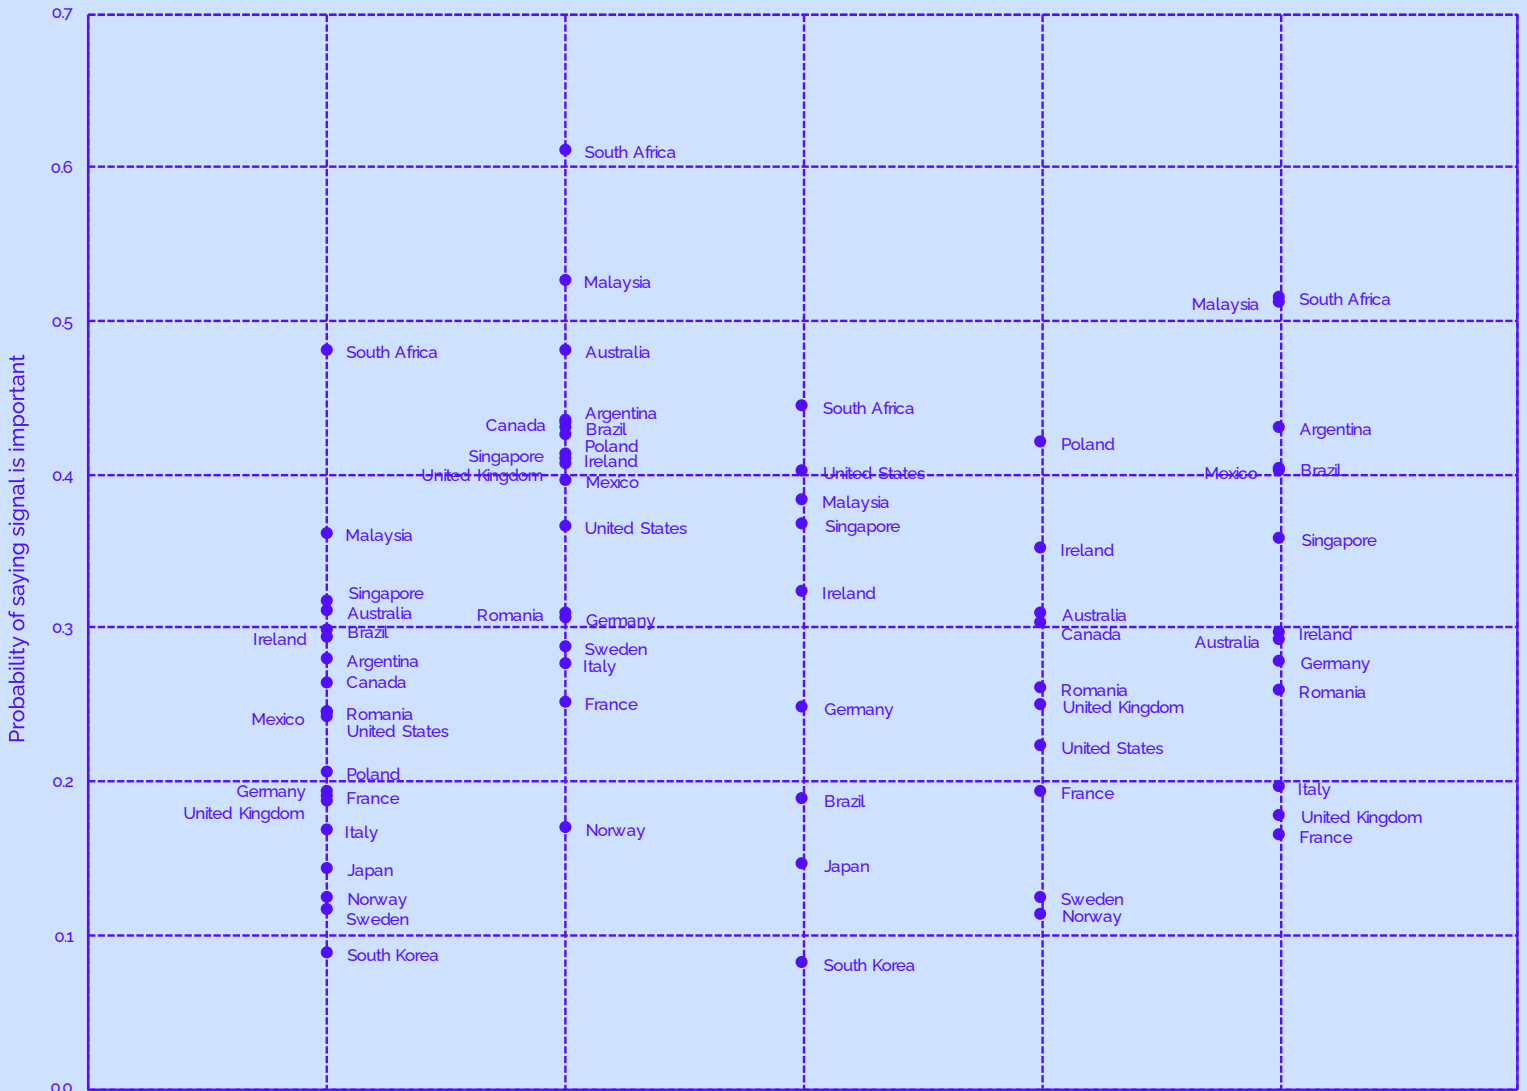 0.7
0.6
0.5
0.4
0.3
0.2
0.1
0.0
Probability of saying signal is important
South Africa
Malaysia
Singapore
Australia
Brazil
Ireland
Argentina
Canada
Romania
Mexico
United States
Poland
Germany
France
United Kingdom
Italy
Japan
Norway
Sweden
South Korea
South Africa
Malaysia
Australia
Argentina
Canada
Brazil
Poland
Singapore
Ireland
United Kingdom
Mexico
United States
Romania
Germany
Sweden
Italy
France
Norway
South Africa
United States
Malaysia
Singapore
Ireland
Germany
Brazil
Japan
South Korea
Poland
Ireland
Australia
Canada
Romania
United Kingdom
United States
France
Sweden
Norway
South Africa
Malaysia
Argentina
Brazil
Mexico
Singapore
Ireland
Australia
Germany
Romania
Italy
United Kingdom
France